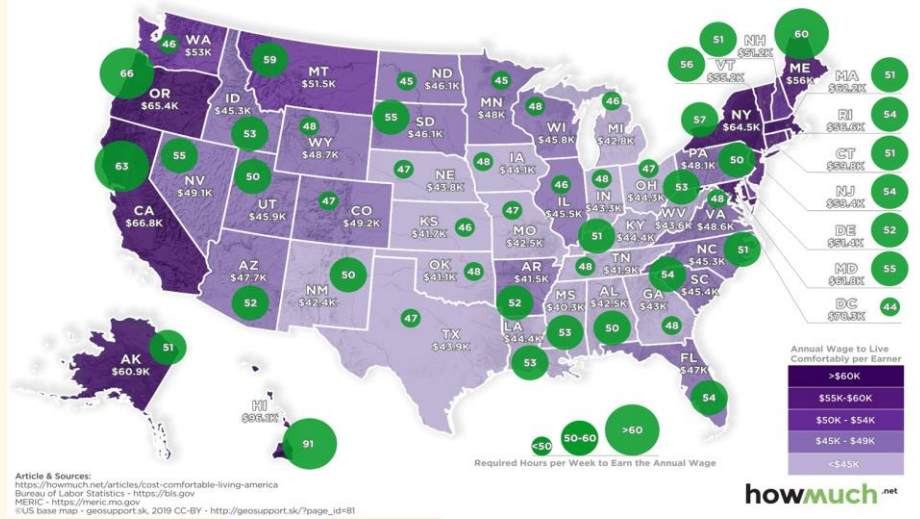 46
WA
$53K
66
OR
$65.4K
59
MT
$51.5K
ID
$45.3K
53
48
WY
$48.7K
45
ND
$46.1K
55
SD
$46.1K
45
MN
$48K
48
WI
$45.8K
46
MI
$42.8K
51
NH
$51.2K
56
VT
$55.2K
60
ME
$56K
57
NY
$64.5K
MA
$62.2K
51
RI
$56.6K
54
CT
$59.8K
51
NJ
$58.4K
54
DE
$51.4K
52
MD
$61.8K
55
DC
44
63
CA
$66.8K
55
NV
$49.1K
50
UT
$45.9K
47
CO
$49.2K
47
NE
$43.8K
48
IA
$44.1K
46
IL
$45.5K
48
IN
$43.3K
47
OH
$44.3K
PA
$48.1K
50
53
WV
$43.6K
48
VA
$48.6K
KS
$41.7K
46
47
MO
$42.5K
51
KY
$44.4K
NC
$45.3K
51
AZ
$47.7K
52
50
NM
$42.4K
OK
$41.1K
48
AR
$41.5K
52
48
TN
$41.9K
54
SC
$45.4K
47
TX
$43.9K
LA
$44.4K
53
MS
$40.3K
53
AL
$42.5K
50
GA
$43K
48
FL
$47K
54
AK
$60.9K
51
HI
$96.1K
91
<50
50-60
>60
Required Hours per Week to Earn the Annual Wage
Annual Wage to Live
Comfortably per Earner
>$60K
$55K-$60K
$50K - $54K
$45K - $49K
<$45K
Article & Sources:
https://howmuch.net/articles/cost-comfortable-living-america
Bureau of Labor Statistics - https://bls.gov
MERIC - https://meric.mo.gov
©US base map - geosupport.sk, 2019 CC-BY - http://geosupport.sk/?page_id=81
howmuch.net